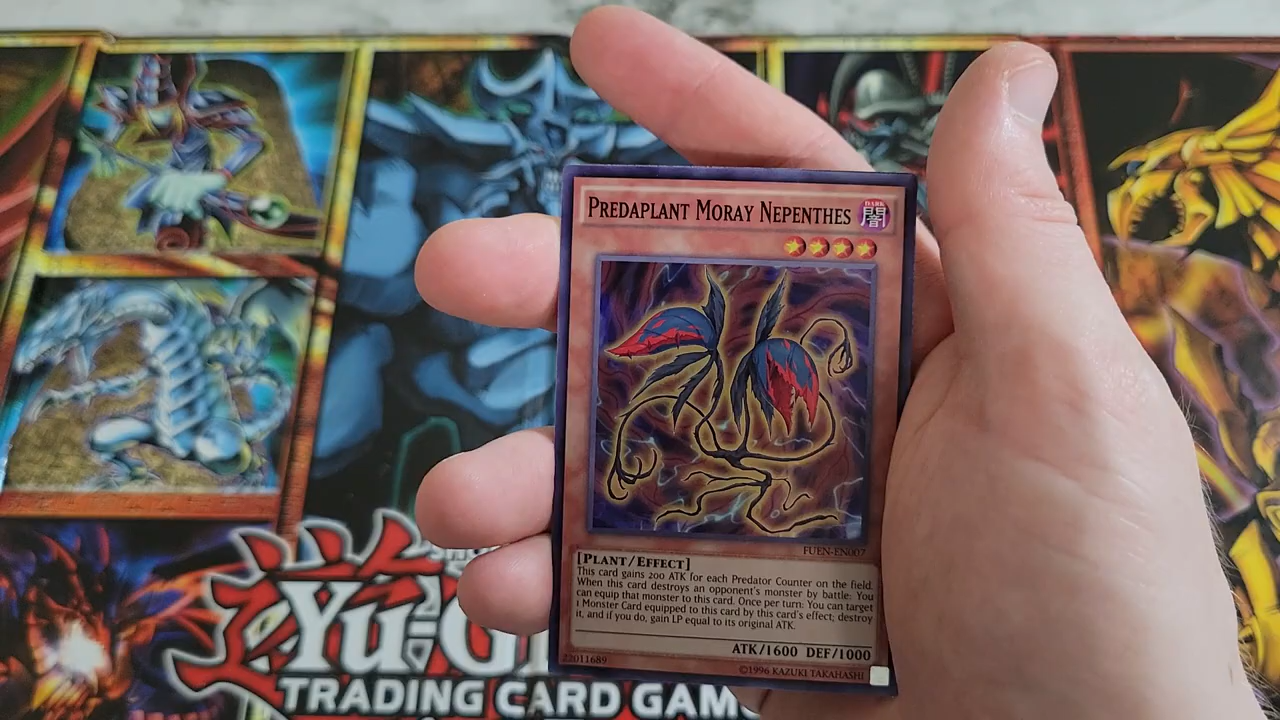 PREDAPLANT MORAY NEPENTHES
DARK
闇
FUEN-EN007
[PLANT/EFFECT]
This card gains 200 ATK for each Predator Counter on the field.
When this card destroys an opponent's monster by battle: You
can equip that monster to this card. Once per turn: You can target
1 Monster Card equipped to this card by this card's effect; destroy
it, and if you do, gain LP equal to its original ATK.
ATK/1600 DEF/1000
22011689
©1996 KAZUKI TAKAHASHI
TRADING CARD